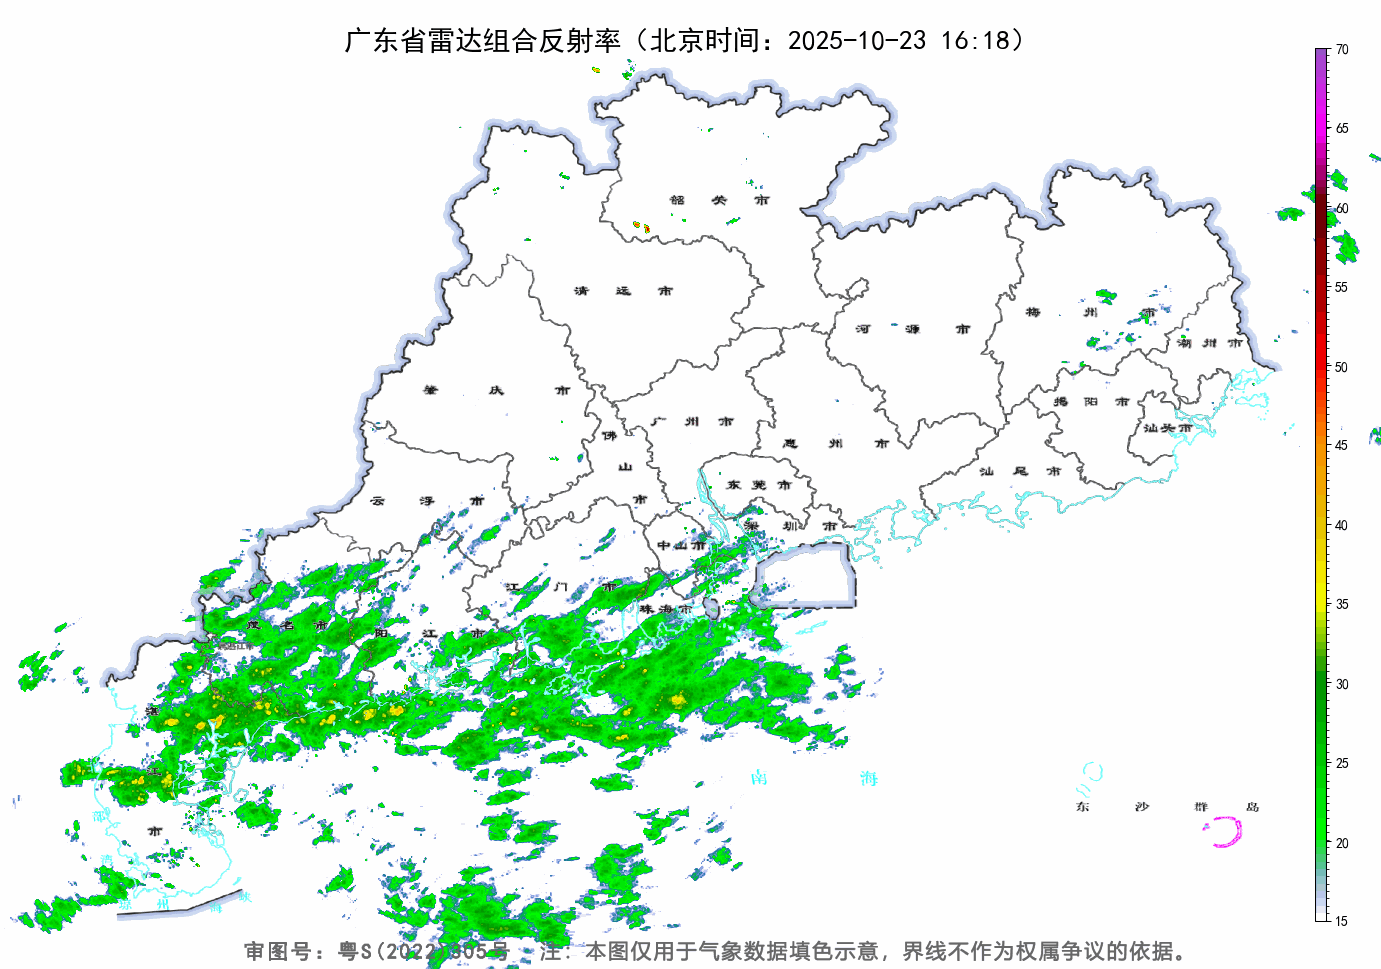 广东省雷达组合反射率（北京时间：2025-10-23 16:18）
70
65
60
55
50
45
40
35
30
25
20
15
韶关市
清远市
河源市
梅州市
潮州市
肇庆市
广州市
佛山市
惠州市
揭阳市
汕头市
汕尾市
云浮市
东莞市
深圳市
中山市
江门市
珠海市
茂名市
阳江市
湛江市
南海
东沙群岛
琼州海峡
审图号：粤S(2022)305号 注：本图仅用于气象数据填色示意，界线不作为权属争议的依据。